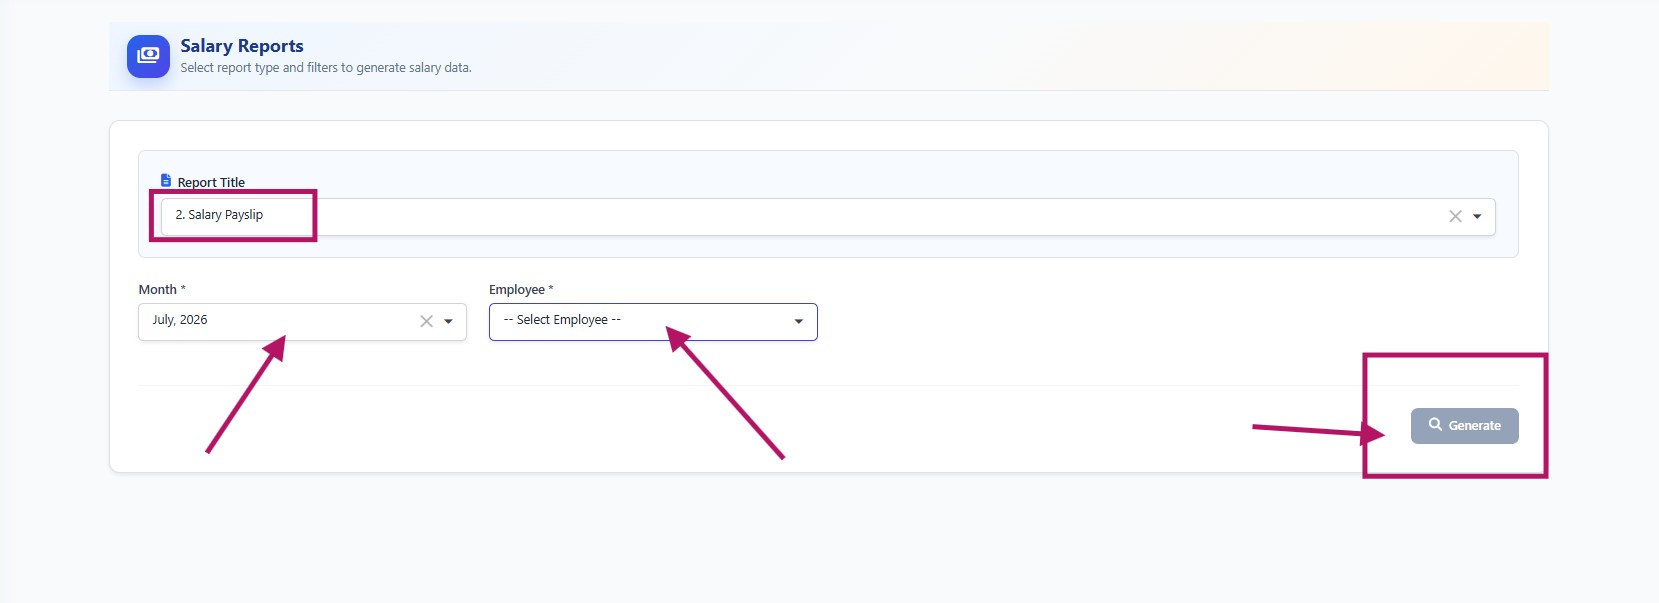 Salary Reports
Select report type and filters to generate salary data.
Report Title
2. Salary Payslip
Month *
Employee *
July, 2026
-- Select Employee --
Generate